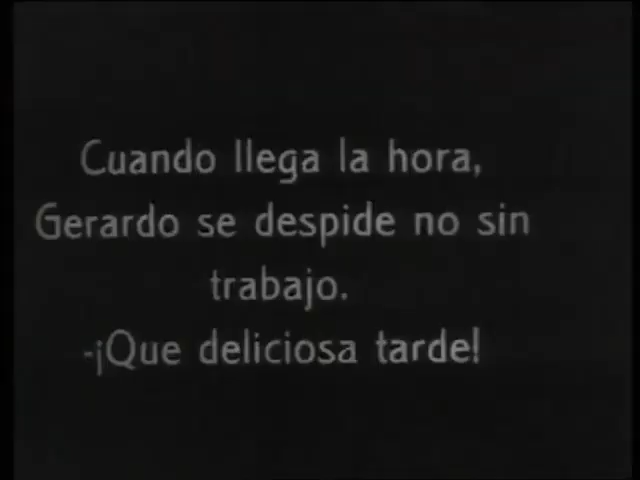 Cuando llega la hora,
Gerardo se despide no sin
trabajo.
-¡Que deliciosa tarde!